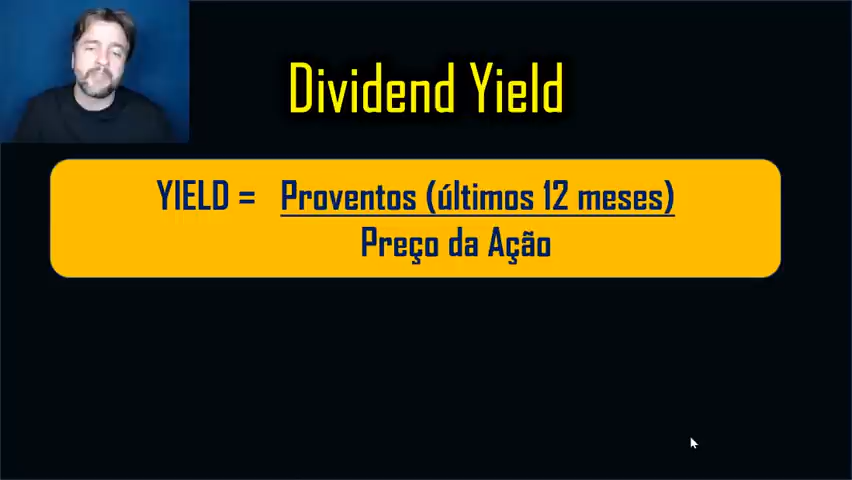 Dividend Yield
YIELD = Proventos (últimos 12 meses)
Preço da Ação